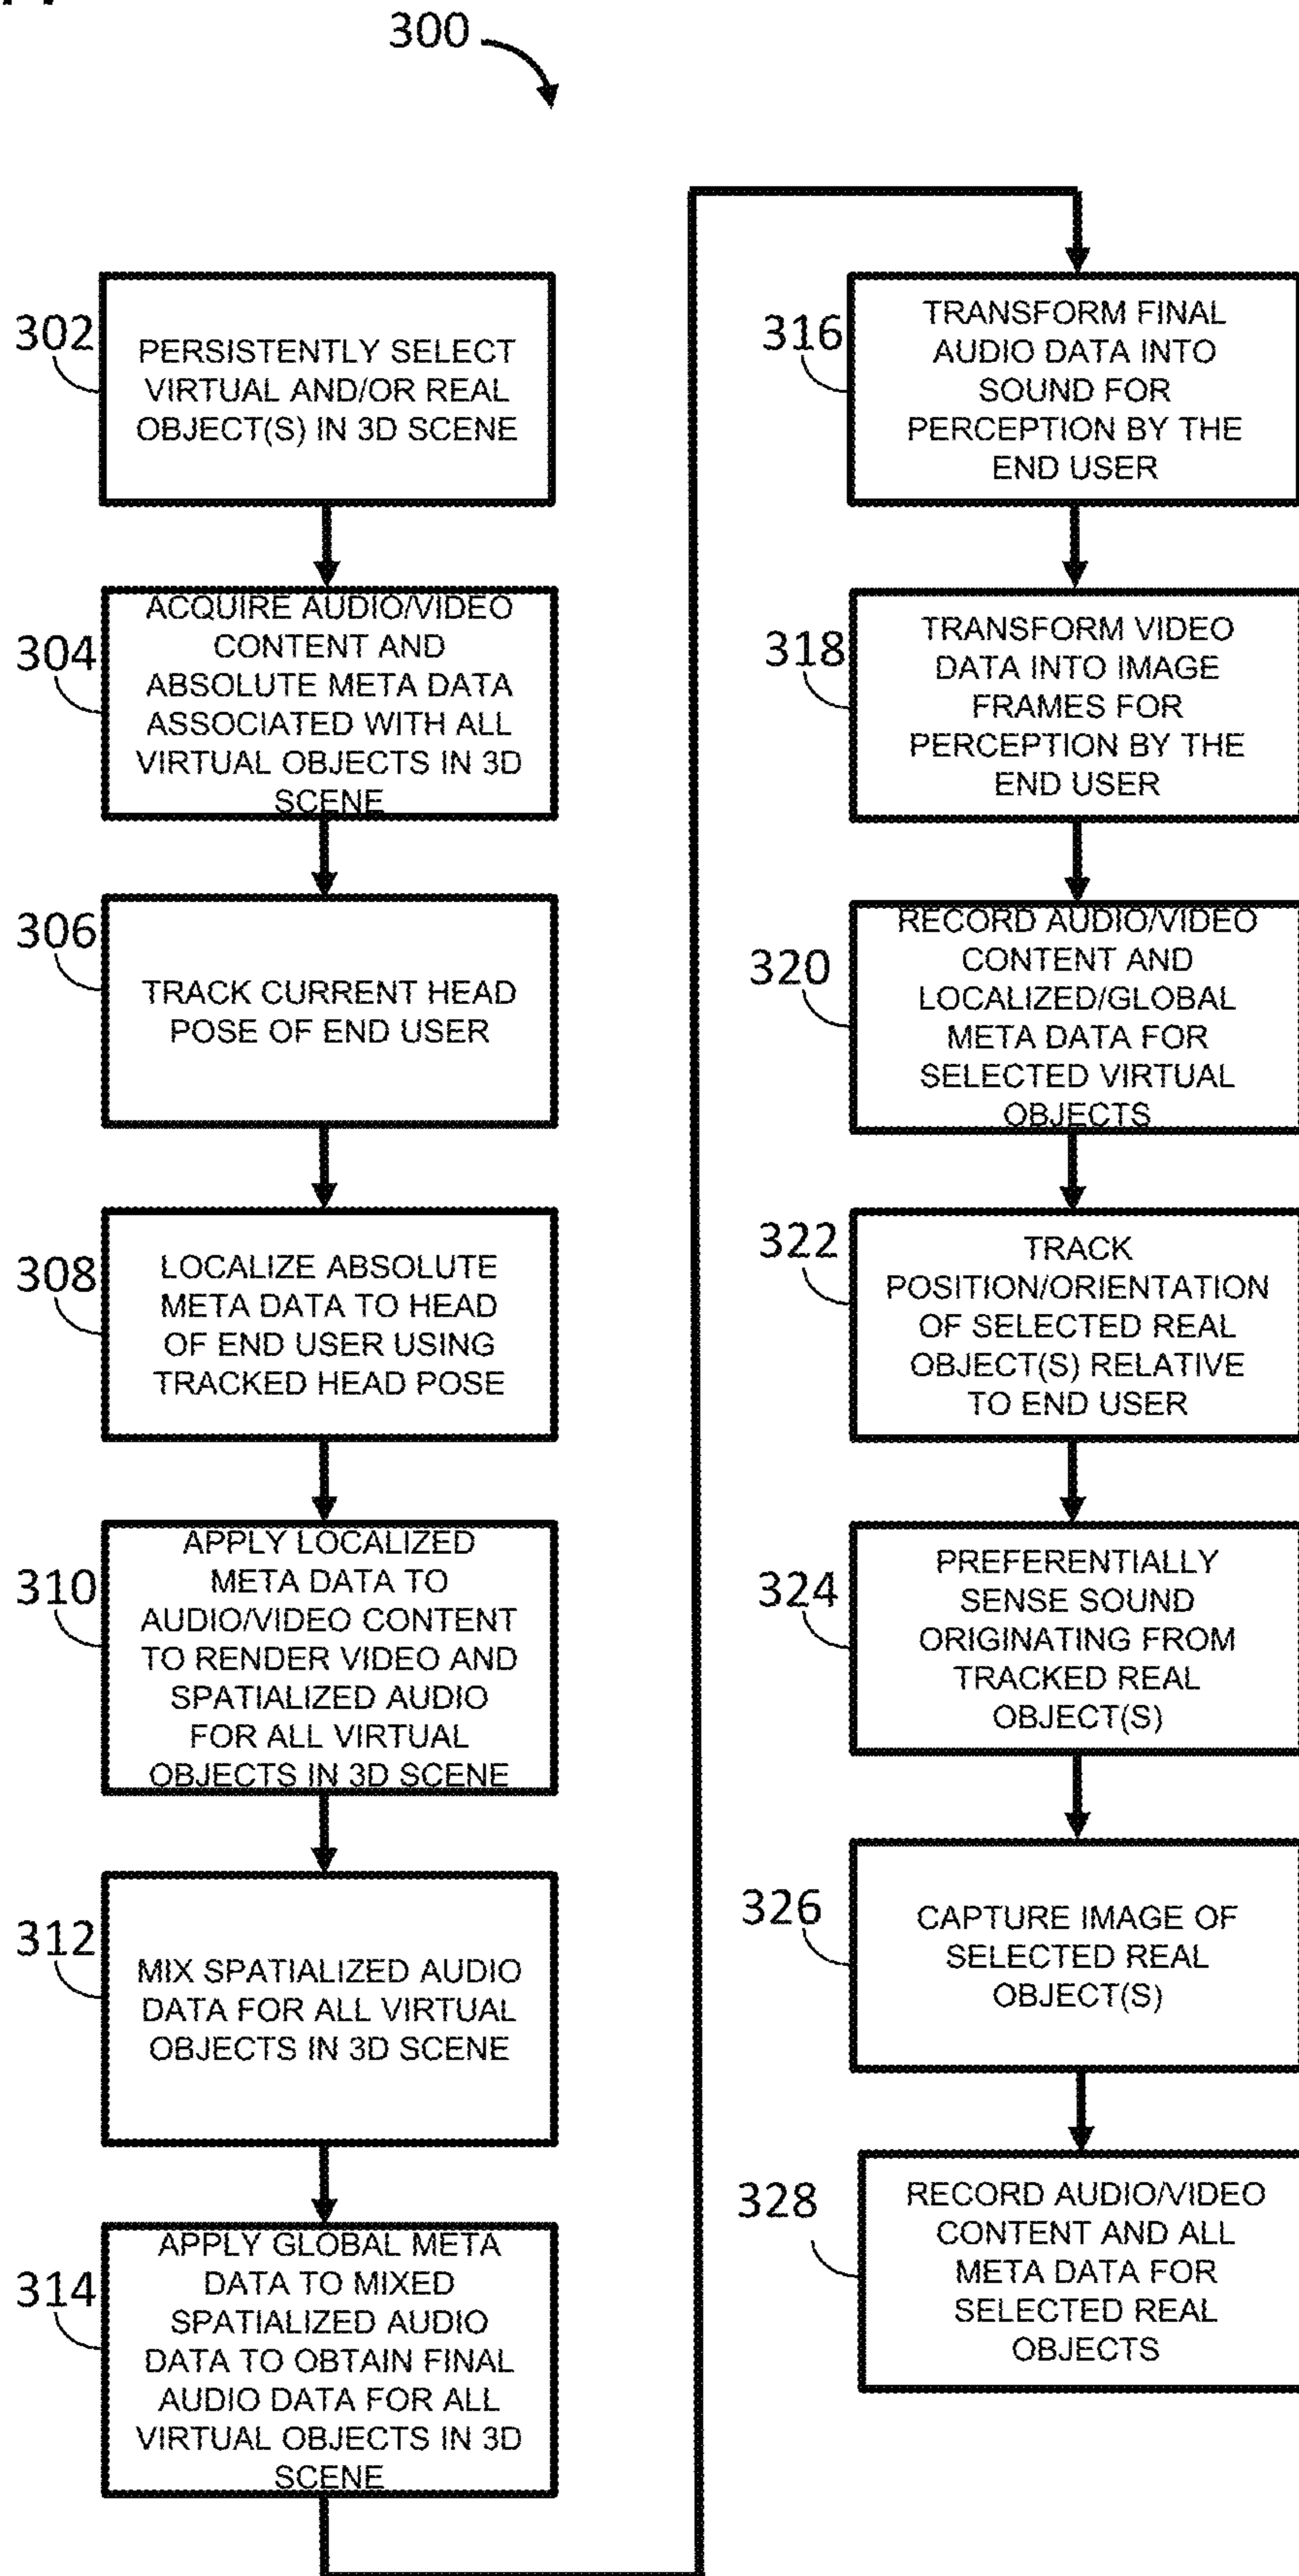 300
302
PERSISTENTLY SELECT
VIRTUAL AND/OR REAL
OBJECT(S) IN 3D SCENE
304
ACQUIRE AUDIO/VIDEO
CONTENT AND
ABSOLUTE META DATA
ASSOCIATED WITH ALL
VIRTUAL OBJECTS IN 3D
SCENE
306
TRACK CURRENT HEAD
POSE OF END USER
308
LOCALIZE ABSOLUTE
META DATA TO HEAD
OF END USER USING
TRACKED HEAD POSE
310
APPLY LOCALIZED
META DATA TO
AUDIO/VIDEO CONTENT
TO RENDER VIDEO AND
SPATIALIZED AUDIO
FOR ALL VIRTUAL
OBJECTS IN 3D SCENE
312
MIX SPATIALIZED AUDIO
DATA FOR ALL VIRTUAL
OBJECTS IN 3D SCENE
314
APPLY GLOBAL META
DATA TO MIXED
SPATIALIZED AUDIO
DATA TO OBTAIN FINAL
AUDIO DATA FOR ALL
VIRTUAL OBJECTS IN 3D
SCENE
316
TRANSFORM FINAL
AUDIO DATA INTO
SOUND FOR
PERCEPTION BY THE
END USER
318
TRANSFORM VIDEO
DATA INTO IMAGE
FRAMES FOR
PERCEPTION BY THE
END USER
320
RECORD AUDIO/VIDEO
CONTENT AND
LOCALIZED/GLOBAL
META DATA FOR
SELECTED VIRTUAL
OBJECTS
322
TRACK
POSITION/ORIENTATION
OF SELECTED REAL
OBJECT(S) RELATIVE
TO END USER
324
PREFERENTIALLY
SENSE SOUND
ORIGINATING FROM
TRACKED REAL
OBJECT(S)
326
CAPTURE IMAGE OF
SELECTED REAL
OBJECT(S)
328
RECORD AUDIO/VIDEO
CONTENT AND ALL
META DATA FOR
SELECTED REAL
OBJECTS